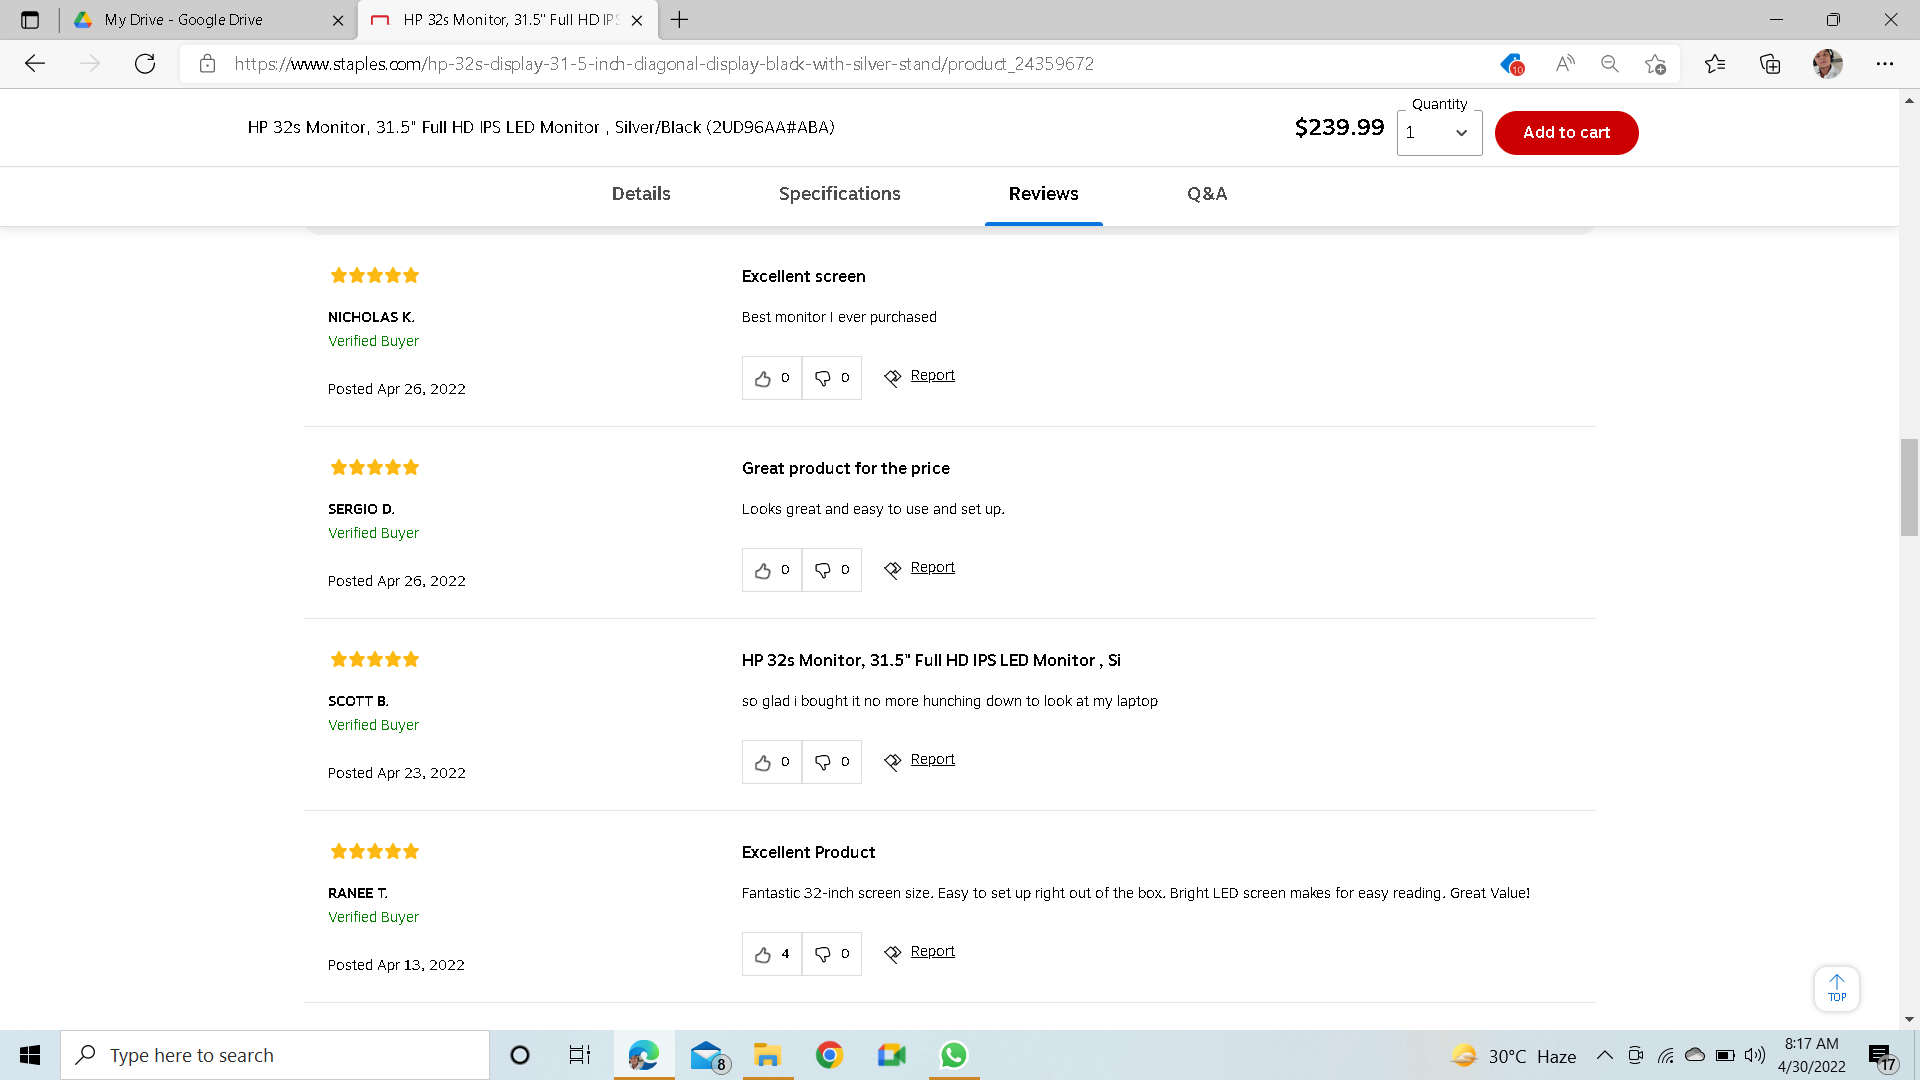 My Drive - Google Drive
HP 32s Monitor, 31.5" Full HD IPS
https://www.staples.com/hp-32s-display-31-5-inch-diagonal-display-black-with-silver-stand/product_24359672
10
HP 32s Monitor, 31.5" Full HD IPS LED Monitor , Silver/Black (2UD96AA#ABA)
$239.99
Quantity
1
Add to cart
Details
Specifications
Reviews
Q&A
Excellent screen
NICHOLAS K.
Best monitor I ever purchased
Verified Buyer
Posted Apr 26, 2022
0
0
Report
Great product for the price
SERGIO D.
Looks great and easy to use and set up.
Verified Buyer
Posted Apr 26, 2022
0
0
Report
HP 32s Monitor, 31.5" Full HD IPS LED Monitor , Si
SCOTT B.
so glad i bought it no more hunching down to look at my laptop
Verified Buyer
Posted Apr 23, 2022
0
0
Report
Excellent Product
RANEE T.
Fantastic 32-inch screen size. Easy to set up right out of the box. Bright LED screen makes for easy reading. Great Value!
Verified Buyer
Posted Apr 13, 2022
4
0
Report
TOP
Type here to search
8
30°C Haze
8:17 AM
4/30/2022
17